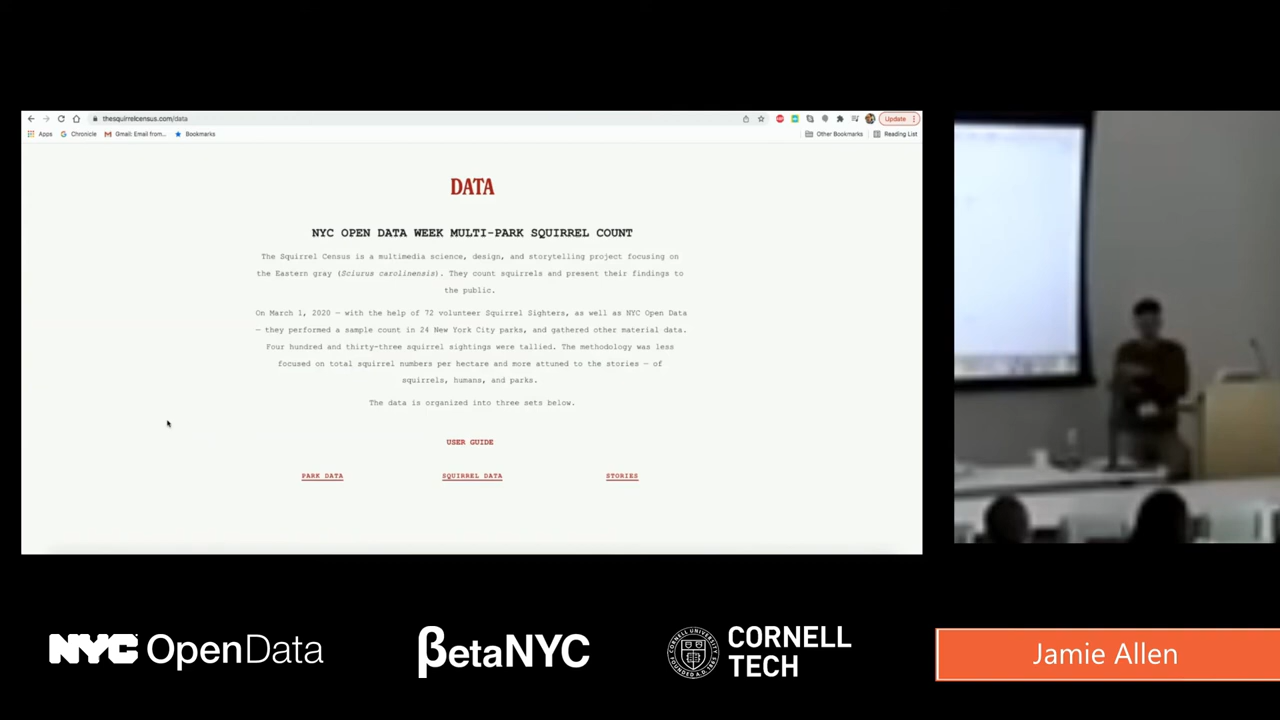 thesquirrelcensus.com/data
Update
Apps
Chronicle
Gmail: Email from...
Bookmarks
Other Bookmarks
Reading List
DATA
NYC OPEN DATA WEEK MULTI-PARK SQUIRREL COUNT
The Squirrel Census is a multimedia science, design, and storytelling project focusing on
the Eastern gray (Sciurus carolinensis). They count squirrels and present their findings to
the public.
On March 1, 2020 — with the help of 72 volunteer Squirrel Sighters, as well as NYC Open Data
— they performed a sample count in 24 New York City parks, and gathered other material data.
Four hundred and thirty-three squirrel sightings were tallied. The methodology was less
focused on total squirrel numbers per hectare and more attuned to the stories — of
squirrels, humans, and parks.
The data is organized into three sets below.
USER GUIDE
PARK DATA
SQUIRREL DATA
STORIES
NYC OpenData
βetaNYC
CORNELL
TECH
Jamie Allen